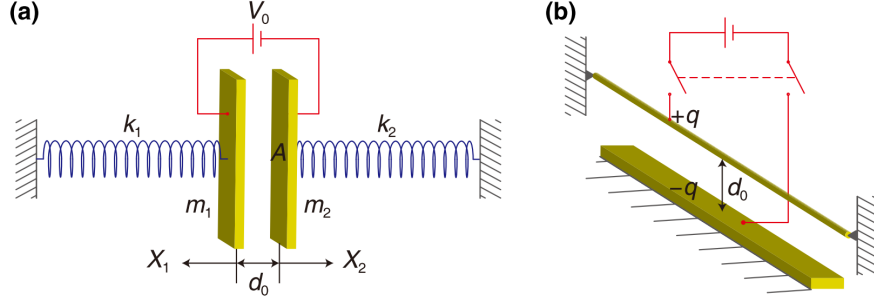 (a)
V₀
k₁
A
k₂
m₁
m₂
X₁
d₀
X₂
(b)
+q
−q
d₀